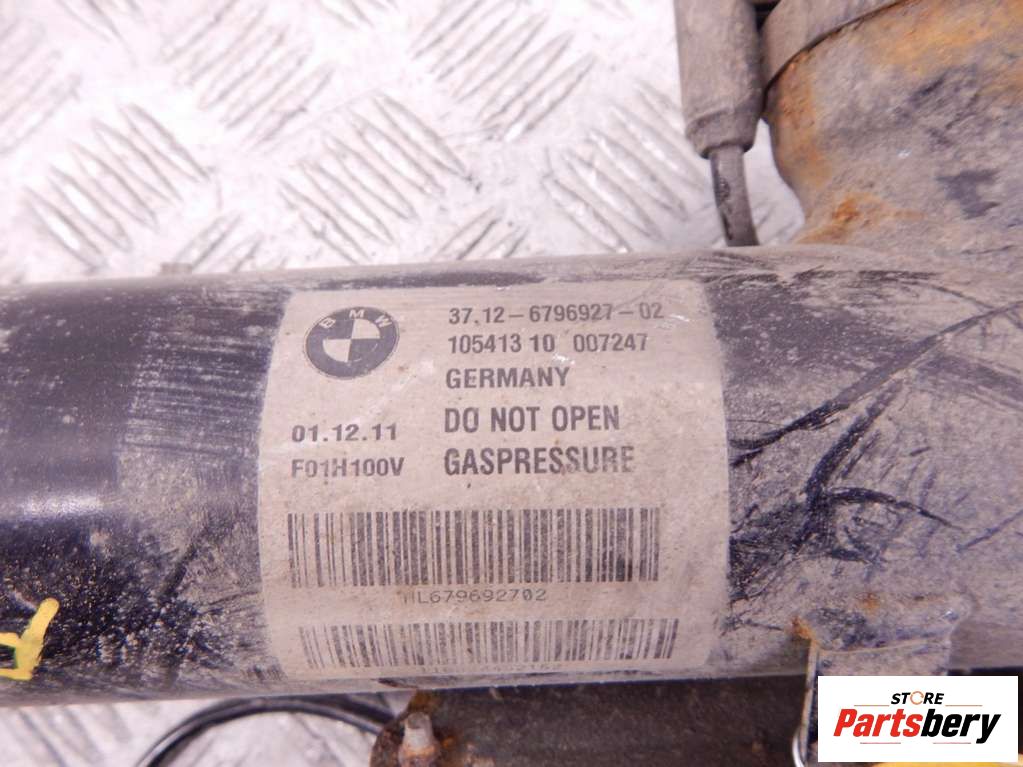 BMW
37.12-6796927-02
105413 10 007247
GERMANY
01.12.11 DO NOT OPEN
F01H100V GASPRESSURE
HL679692702
STORE
Partsbery